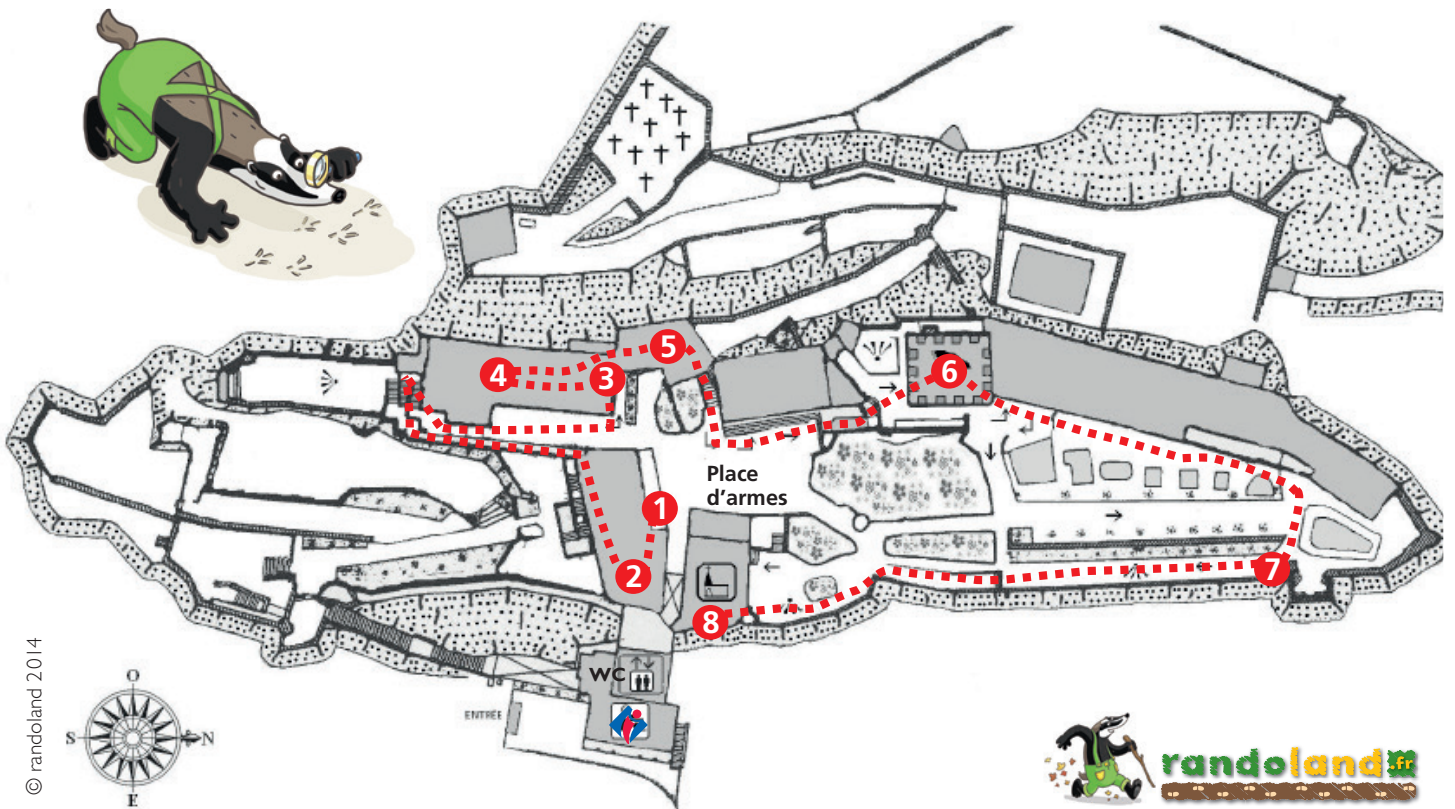 5
4
3
6
Place
d'armes
1
2
7
8
WC
ENTRÉE
O
S
N
E
© randoland 2014
randoland.fr